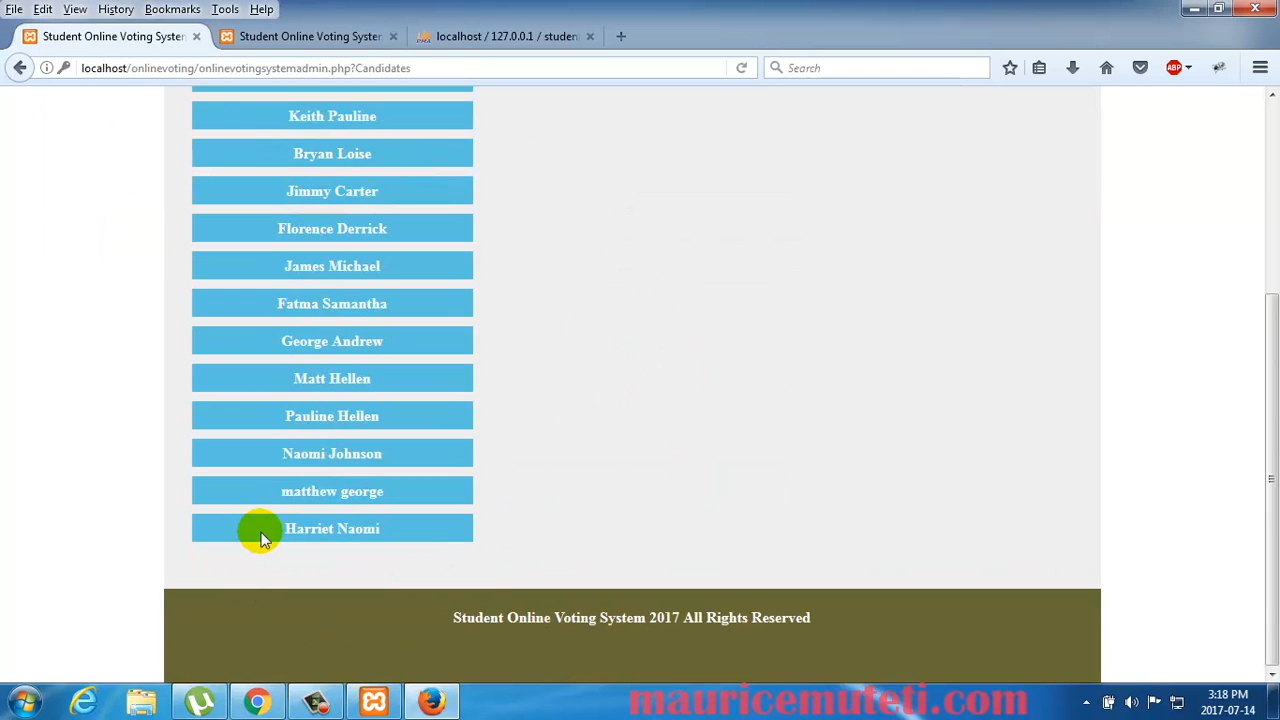 File Edit View History Bookmarks Tools Help
Student Online Voting System
Student Online Voting System
localhost / 127.0.0.1 / studen
localhost/onlinevoting/onlinevotingsystemadmin.php?Candidates
Search
ABP
Keith Pauline
Bryan Loise
Jimmy Carter
Florence Derrick
James Michael
Fatma Samantha
George Andrew
Matt Hellen
Pauline Hellen
Naomi Johnson
matthew george
Harriet Naomi
Student Online Voting System 2017 All Rights Reserved
mauricemuteti.com
3:18 PM
2017-07-14